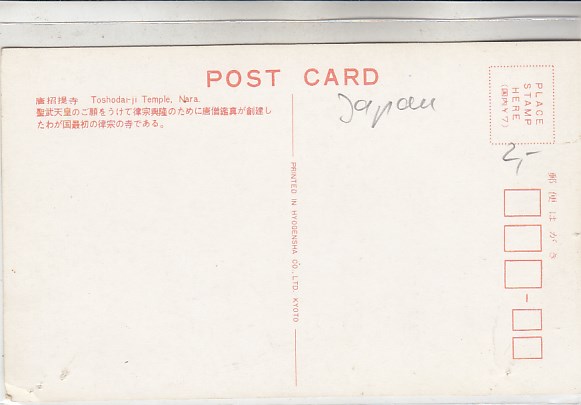 POST CARD
唐招提寺 Toshodai-ji Temple, Nara.
聖武天皇のご願をうけて律宗興隆のために唐僧鑑真が創建し
たわが国最初の律宗の寺である。
Japan
PLACE
STAMP
HERE
2,-
郵便はがき
PRINTED IN HYOGENSHA CO., LTD. KYOTO